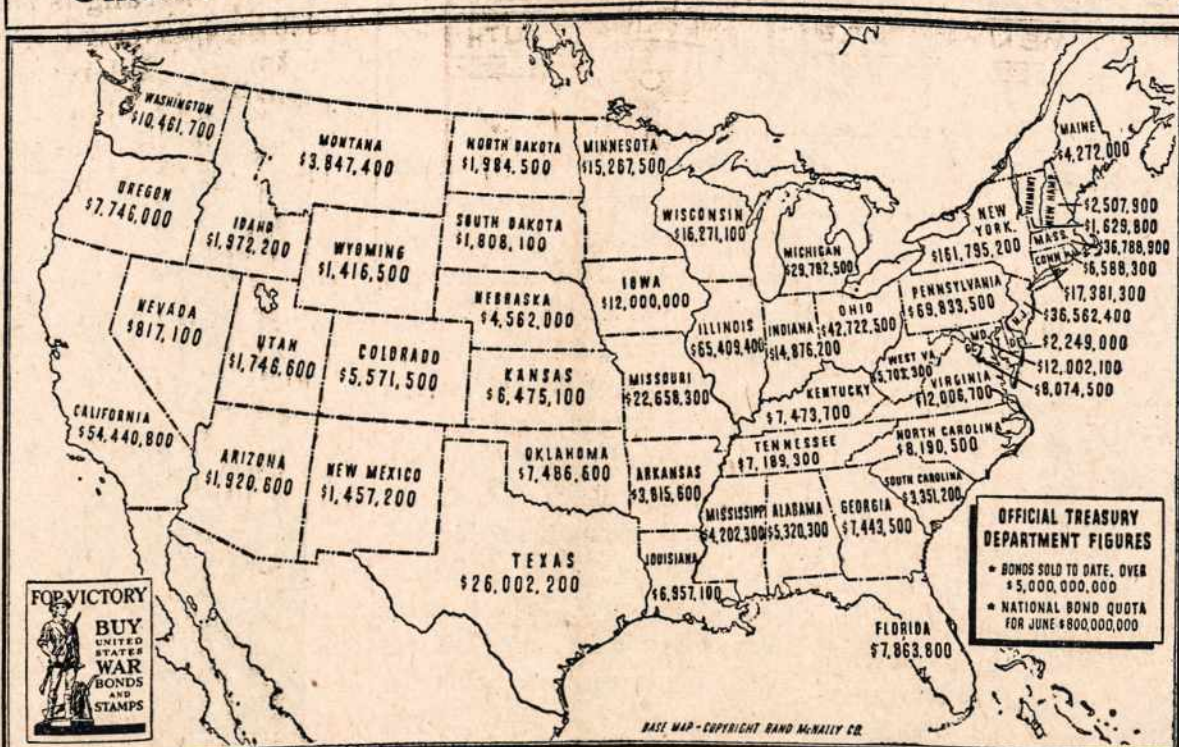 WASHINGTON
$10,461,700
OREGON
$7,746,000
MONTANA
$3,847,400
IDAHO
$1,972,200
WYOMING
$1,416,500
NEVADA
$817,100
UTAH
$1,746,600
COLORADO
$5,571,500
CALIFORNIA
$54,440,800
ARIZONA
$1,920,600
NEW MEXICO
$1,457,200
NORTH DAKOTA
$1,984,500
SOUTH DAKOTA
$1,808,100
NEBRASKA
$4,562,000
KANSAS
$6,475,100
OKLAHOMA
$7,486,600
TEXAS
$26,002,200
MINNESOTA
$15,267,500
IOWA
$12,000,000
MISSOURI
$22,658,300
ARKANSAS
$3,815,600
LOUISIANA
$6,957,100
WISCONSIN
$16,271,100
ILLINOIS
$65,409,400
MICHIGAN
$29,782,500
INDIANA
$14,876,200
OHIO
$42,722,500
KENTUCKY
$7,473,700
TENNESSEE
$7,189,300
MISSISSIPPI
$4,202,300
ALABAMA
$5,320,300
GEORGIA
$7,443,500
FLORIDA
$7,863,800
SOUTH CAROLINA
$3,351,200
NORTH CAROLINA
$8,190,500
VIRGINIA
$12,006,700
WEST VA.
PENNSYLVANIA
$69,833,500
NEW
YORK.
$161,795,200
MAINE
$4,272,000
VERMONT
NEW HAMP.
MASS.
CONN.
N.J.
MD.
$2,507,900
$1,629,800
$36,788,900
$6,588,300
$17,381,300
$36,562,400
$2,249,000
$12,002,100
$8,074,500
OFFICIAL TREASURY
DEPARTMENT FIGURES
* BONDS SOLD TO DATE, OVER
$5,000,000,000
* NATIONAL BOND QUOTA
FOR JUNE $800,000,000
FOR VICTORY
BUY
UNITED
STATES
WAR
BONDS
AND
STAMPS
BASE MAP - COPYRIGHT RAND McNALLY CO.